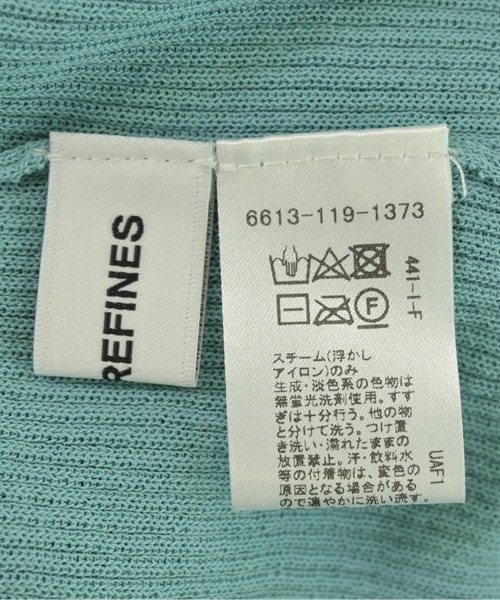 REFINES
6613-119-1373
441-I-F
F
スチーム(浮かし
アイロン)のみ
生成・淡色系の色物は
無蛍光洗剤使用。すす
ぎは十分行う。他の物
と分けて洗う。つけ置
き洗い・濡れたままの
放置禁止。汗・飲料水
等の付着物は、変色の
原因となる場合がある
ので速やかに洗い流す。
UAF1